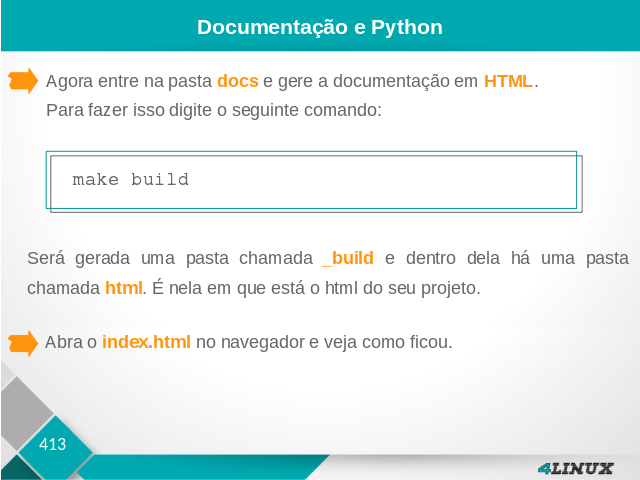 Documentação e Python
Agora entre na pasta docs e gere a documentação em HTML.
Para fazer isso digite o seguinte comando:
make build
Será gerada uma pasta chamada _build e dentro dela há uma pasta
chamada html. É nela em que está o html do seu projeto.
Abra o index.html no navegador e veja como ficou.
413
4LINUX